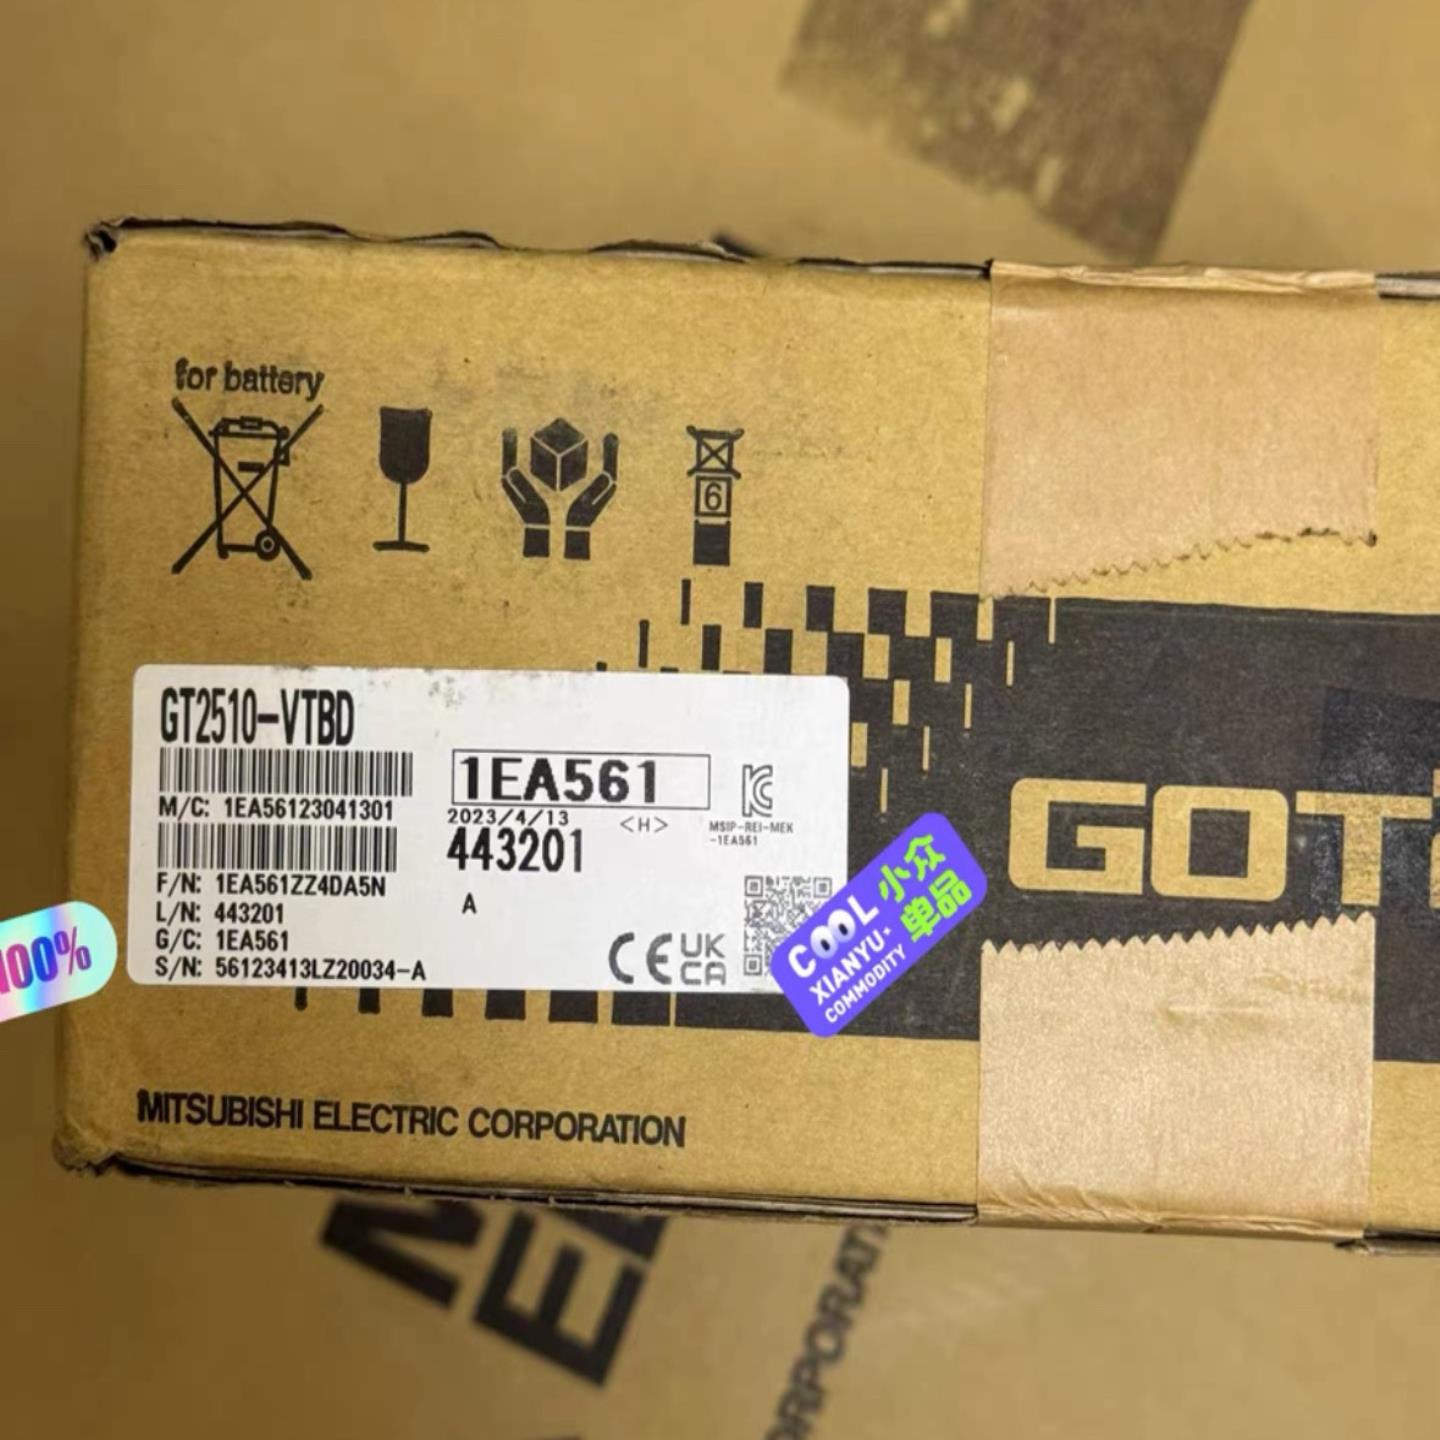 for battery
6
GT2510-VTBD
M/C: 1EA56123041301
F/N: 1EA561ZZ4DA5N
L/N: 443201
G/C: 1EA561
S/N: 56123413LZ20034-A
1EA561
2023/4/13 <H>
443201
A
MSIP-REI-MEK
-1EA561
CE UK
CA
GOT
100%
COOL 小众
XIANYU· 单品
COMMODITY
MITSUBISHI ELECTRIC CORPORATION